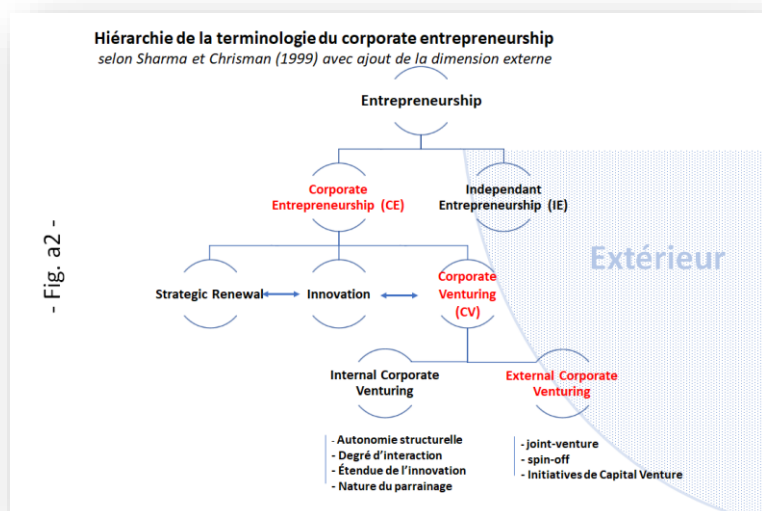 Hiérarchie de la terminologie du corporate entrepreneurship
selon Sharma et Chrisman (1999) avec ajout de la dimension externe
- Fig. a2 -
Entrepreneurship
Corporate
Entrepreneurship (CE)
Independant
Entrepreneurship (IE)
Extérieur
Strategic Renewal
Innovation
Corporate
Venturing
(CV)
Internal Corporate
Venturing
External Corporate
Venturing
- Autonomie structurelle
- Degré d'interaction
- Étendue de l'innovation
- Nature du parrainage
- joint-venture
- spin-off
- Initiatives de Capital Venture